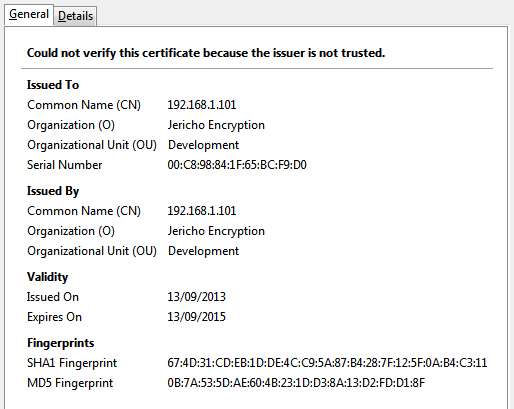 General Details
Could not verify this certificate because the issuer is not trusted.
Issued To
Common Name (CN) 192.168.1.101
Organization (O) Jericho Encryption
Organizational Unit (OU) Development
Serial Number 00:C8:98:84:1F:65:BC:F9:D0
Issued By
Common Name (CN) 192.168.1.101
Organization (O) Jericho Encryption
Organizational Unit (OU) Development
Validity
Issued On 13/09/2013
Expires On 13/09/2015
Fingerprints
SHA1 Fingerprint 67:4D:31:CD:EB:1D:DE:4C:C9:5A:87:B4:28:7F:12:5F:0A:B4:C3:11
MD5 Fingerprint 0B:7A:53:5D:AE:60:4B:23:1D:D3:8A:13:D2:FD:D1:8F